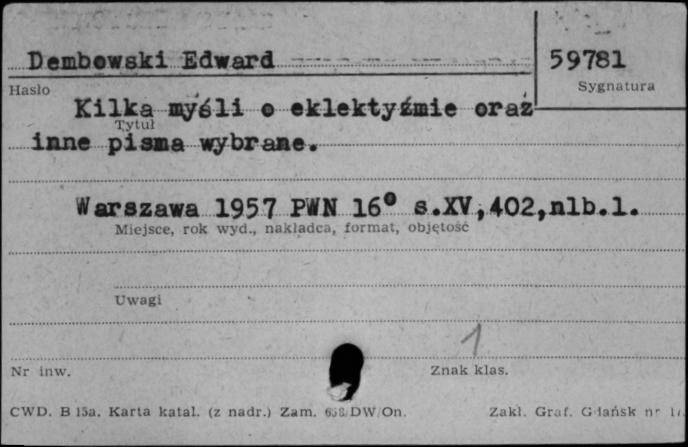 Dembowski Edward
59781
Hasło
Sygnatura
Kilka myśli o eklektyźmie oraz
Tytuł
inne pisma wybrane.
Warszawa 1957 PWN 16° s.XV,402,nlb.1.
Miejsce, rok wyd., nakładca, format, objętość
Uwagi
1
Nr inw.
Znak klas.
CWD. B 15a. Karta katal. (z nadr.) Zam. DW/On.
Zakł. Graf. Gdańsk nr